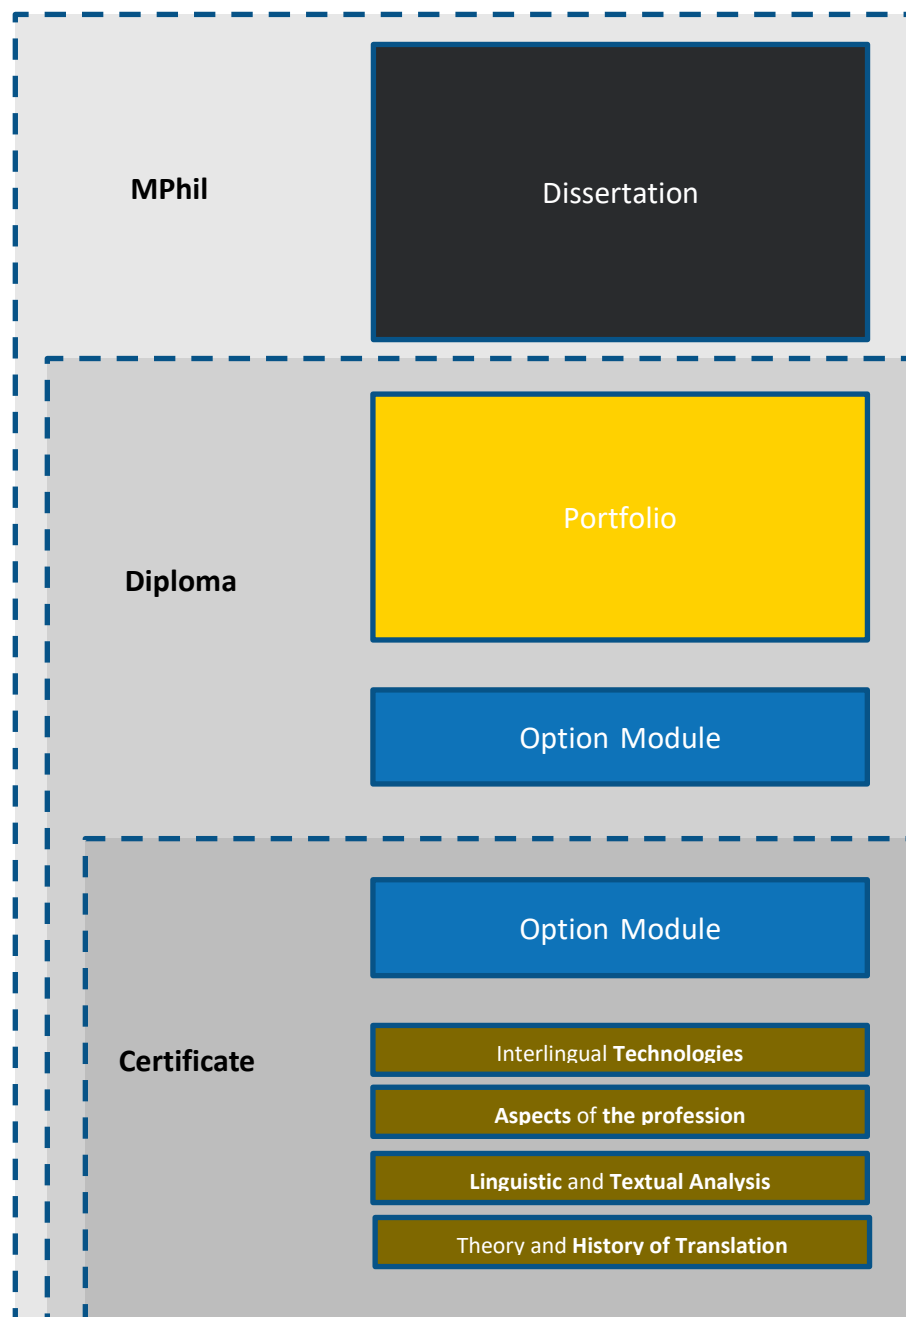 MPhil
Dissertation
Portfolio
Diploma
Option Module
Option Module
Certificate
Interlingual Technologies
Aspects of the profession
Linguistic and Textual Analysis
Theory and History of Translation